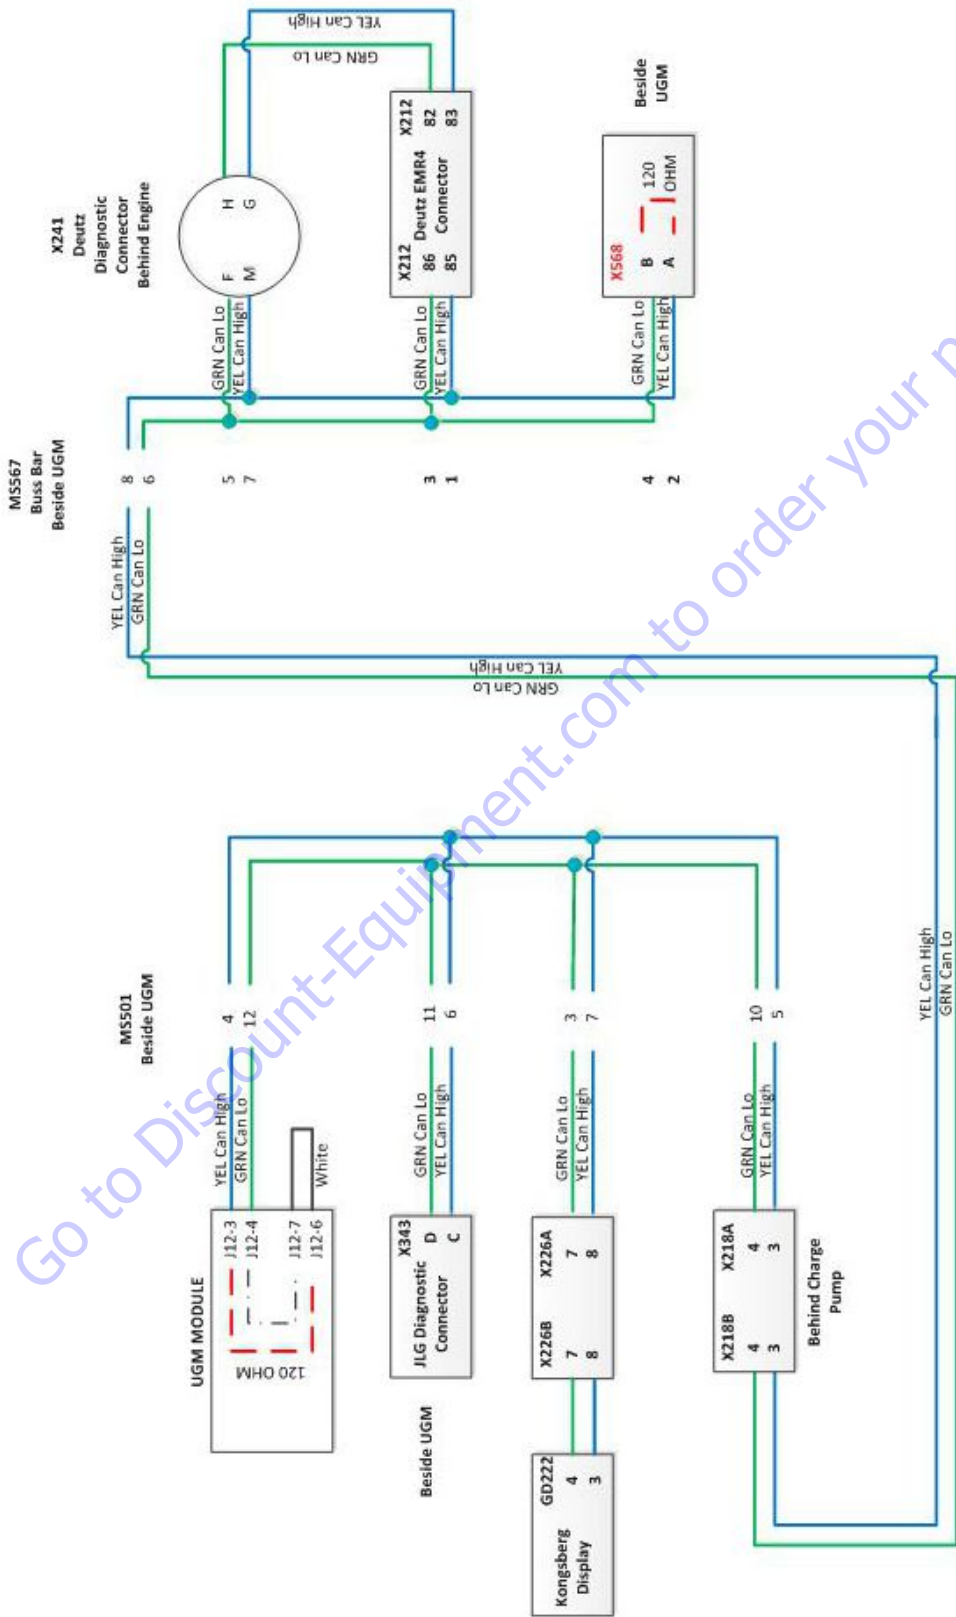 X241
Deutz
Diagnostic
Connector
Behind Engine
F H
M G
GRN Can Lo
YEL Can High
YEL Can High
GRN Can Lo
X212 X212
86 Deutz EMR4 82
85 Connector 83
GRN Can Lo
YEL Can High
Beside
UGM
X568
B 120
A OHM
GRN Can Lo
YEL Can High
MS567
Buss Bar
Beside UGM
8
6
5
7
3
1
4
2
YEL Can High
GRN Can Lo
YEL Can High
GRN Can Lo
MS501
Beside UGM
4
12
11
6
3
7
10
5
UGM MODULE
120 OHM
J12-3
J12-4
J12-7
J12-6
YEL Can High
GRN Can Lo
White
X343
JLG Diagnostic D
Connector C
Beside UGM
GRN Can Lo
YEL Can High
X226B X226A
7 7
8 8
GRN Can Lo
YEL Can High
GD222
Kongsberg 4
Display 3
X218B X218A
4 4
3 3
Behind Charge
Pump
GRN Can Lo
YEL Can High
YEL Can High
GRN Can Lo
Go to Discount-Equipment.com to order your p